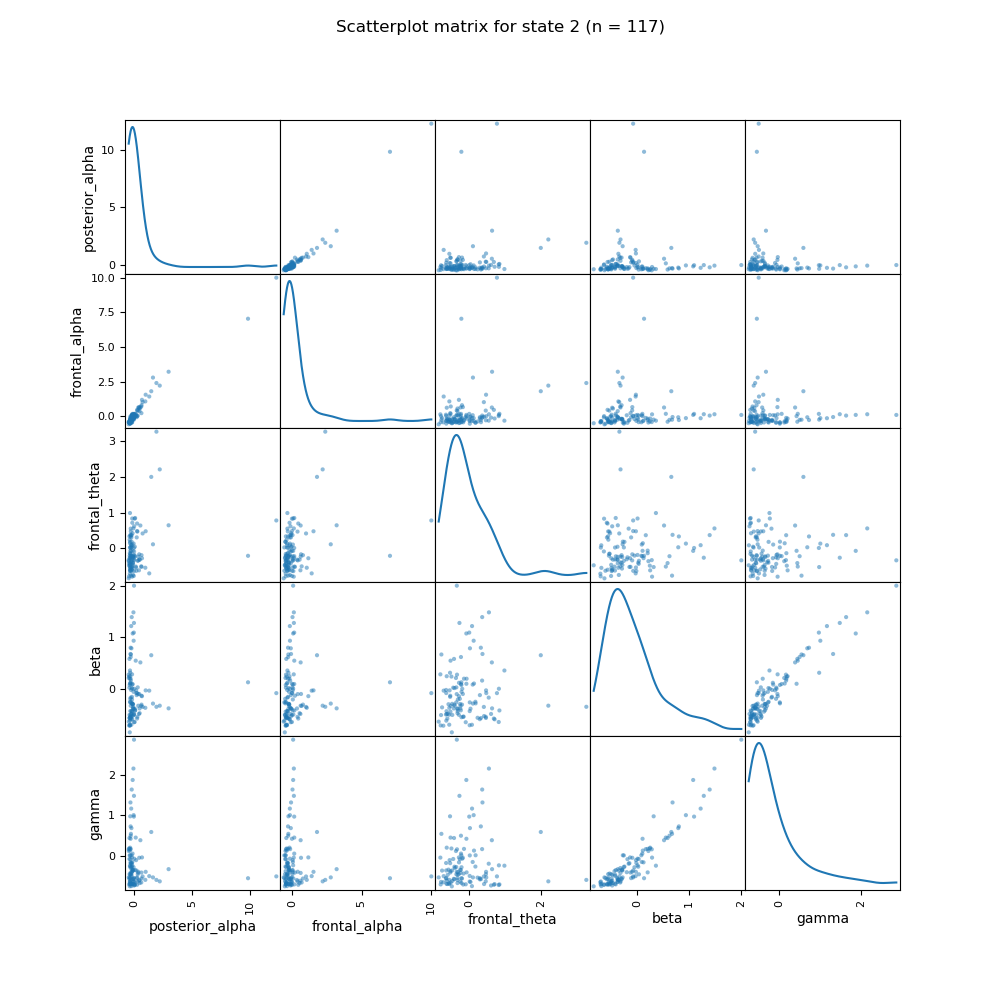 Scatterplot matrix for state 2 (n = 117)
posterior_alpha
10
5
0
frontal_alpha
10.0
7.5
5.0
2.5
0.0
frontal_theta
3
2
1
0
beta
2
1
0
gamma
2
1
0
0 5 10
0 5 10
0 2
0 1 2
0 2
posterior_alpha frontal_alpha frontal_theta beta gamma